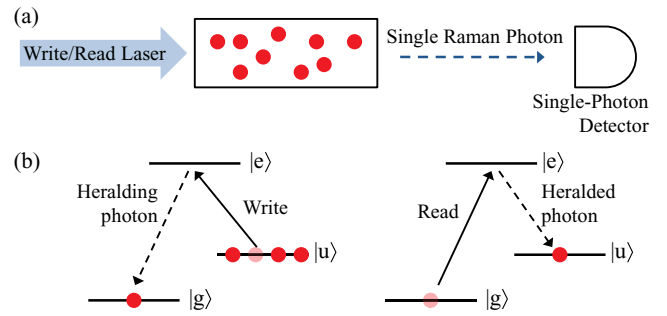 (a)
Write/Read Laser
Single Raman Photon
Single-Photon
Detector
(b)
|e⟩
Heralding
photon
Write
|u⟩
|g⟩
|e⟩
Read
Heralded
photon
|u⟩
|g⟩